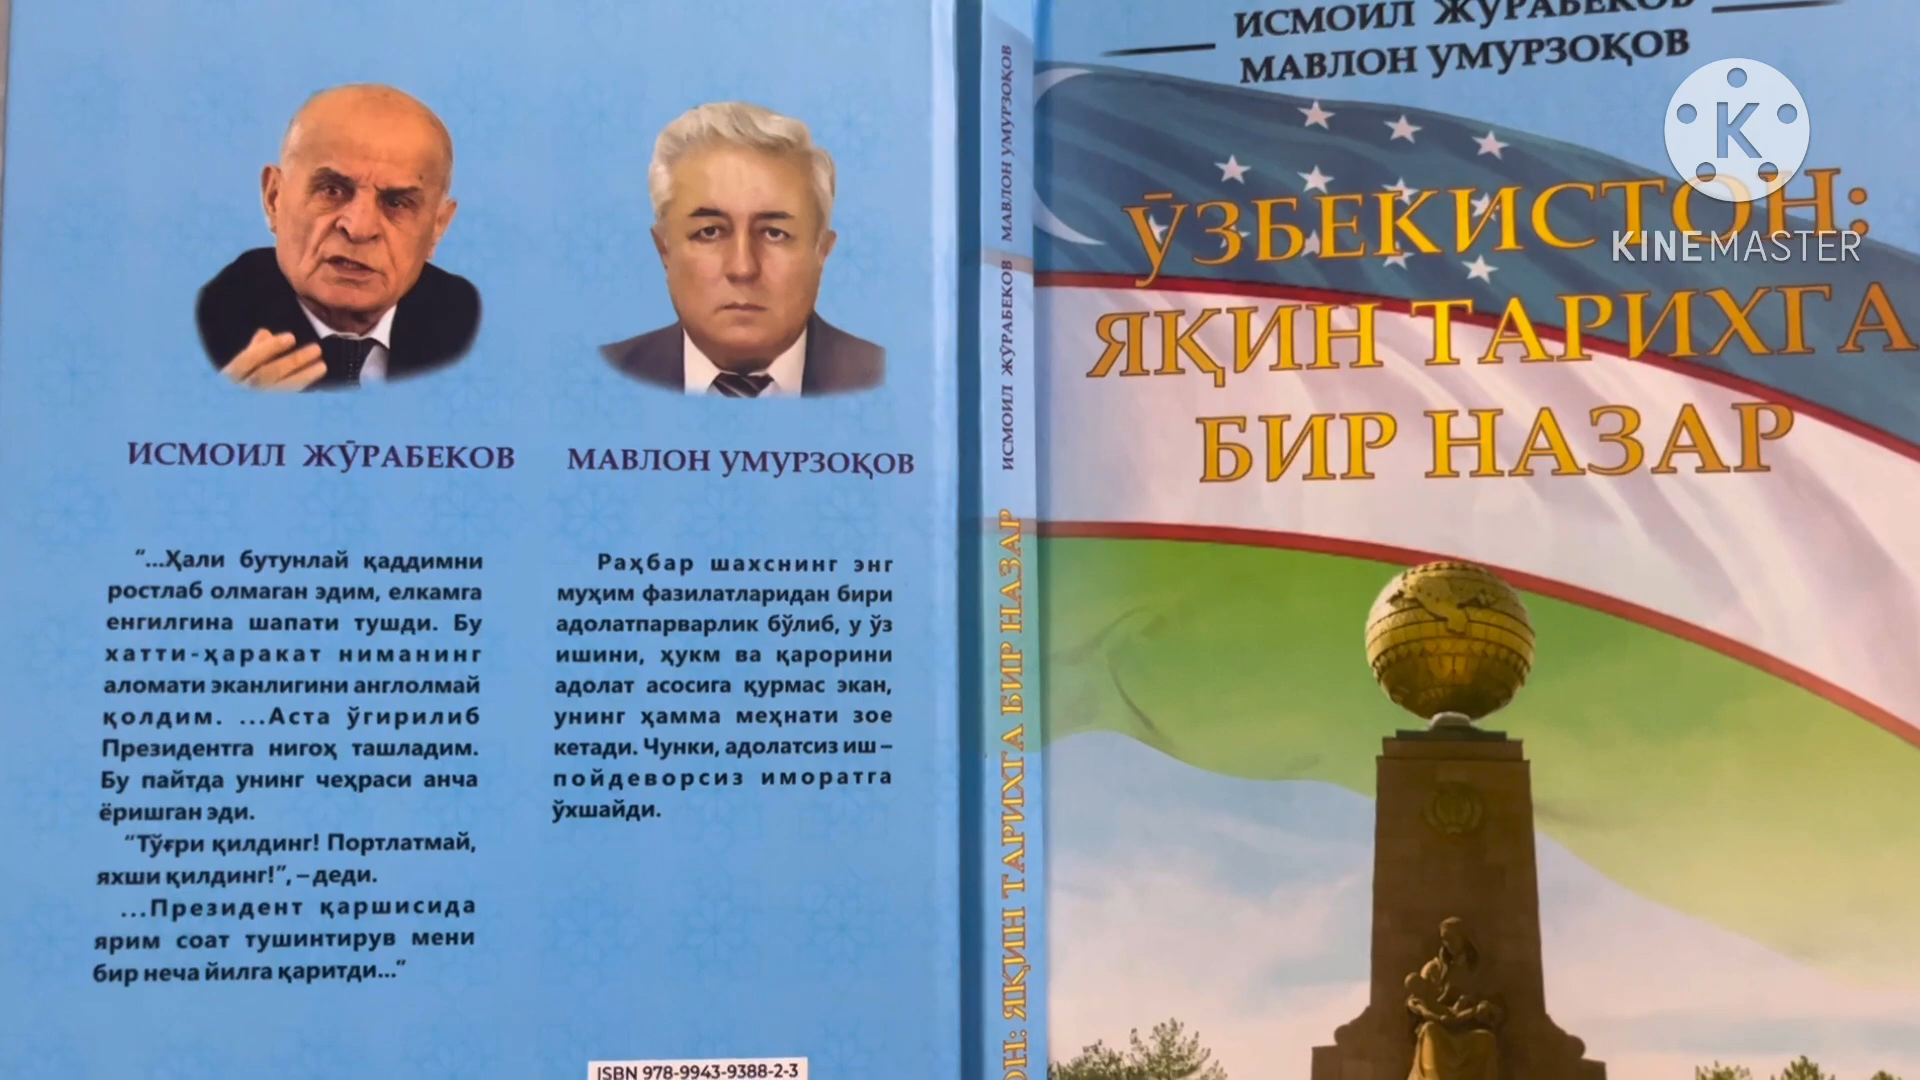 ИСМОИЛ ЖЎРАБЕКОВ
“...Ҳали бутунлай қаддимни
ростлаб олмаган эдим, елкамга
енгилгина шапати тушди. Бу
хатти-ҳаракат ниманинг
аломати эканлигини англолмай
қолдим. ...Аста ўгирилиб
Президентга нигоҳ ташладим.
Бу пайтда унинг чеҳраси анча
ёришган эди.
“Тўғри қилдинг! Портлатмай,
яхши қилдинг!”, – деди.
...Президент қаршисида
ярим соат тушинтирув мени
бир неча йилга қаритди...”
МАВЛОН УМУРЗОҚОВ
Раҳбар шахснинг энг
муҳим фазилатларидан бири
адолатпарварлик бўлиб, у ўз
ишини, ҳукм ва қарорини
адолат асосига қурмас экан,
унинг ҳамма меҳнати зое
кетади. Чунки, адолатсиз иш –
пойдеворсиз иморатга
ўхшайди.
ISBN 978-9943-9388-2-3
ИСМОИЛ ЖЎРАБЕКОВ МАВЛОН УМУРЗОҚОВ
ЯҚИН ТАРИХГА БИР НАЗАР
ИСМОИЛ ЖЎРАБЕКОВ
МАВЛОН УМУРЗОҚОВ
ЎЗБЕКИСТОН:
ЯҚИН ТАРИХГА
БИР НАЗАР
K
KINEMASTER